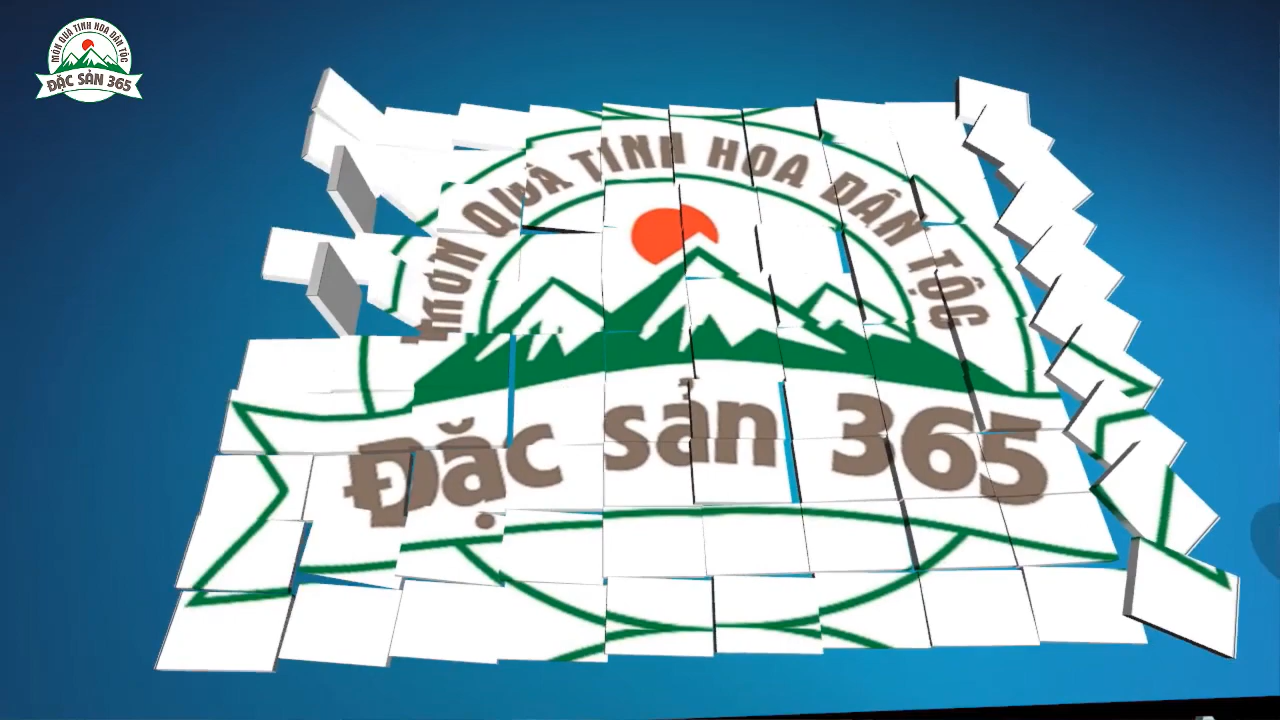 MÓN QUÀ TINH HOA DÂN TỘC
ĐẶC SẢN 365
MÓN QUÀ TINH HOA DÂN TỘC
Đặc sản 365